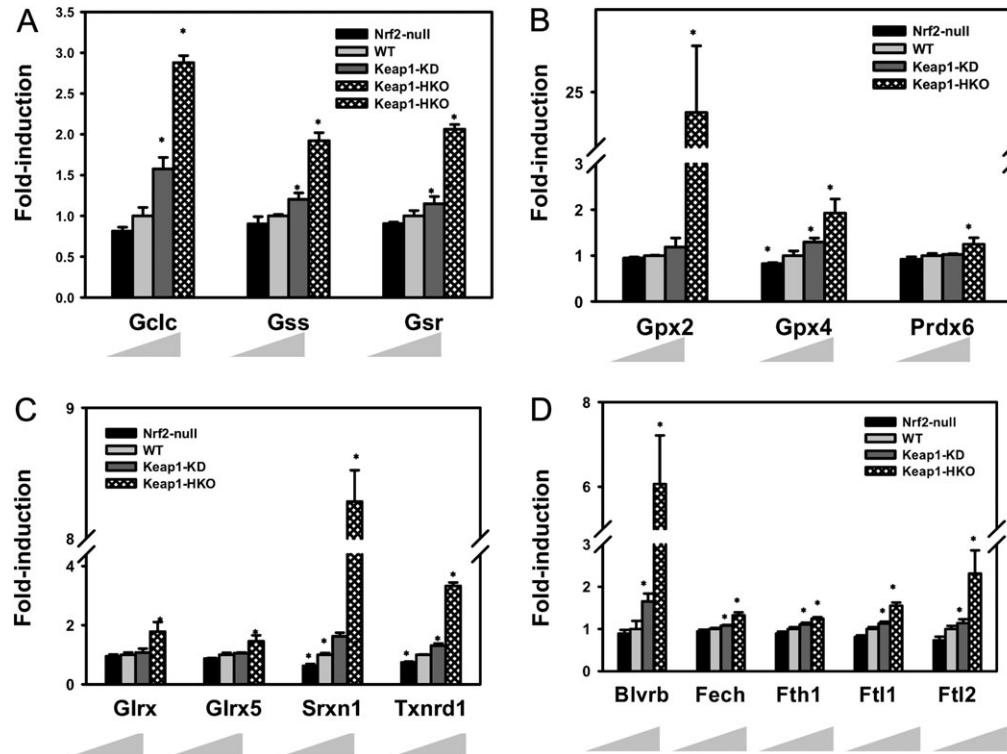 A
Fold-induction
3.5
3.0
2.5
2.0
1.5
1.0
0.5
0.0
Nrf2-null
WT
Keap1-KD
Keap1-HKO
Keap1-HKO
* * * * * *
Gclc Gss Gsr
B
Fold-induction
25
3
2
1
0
Nrf2-null
WT
Keap1-KD
Keap1-HKO
* * * * *
Gpx2 Gpx4 Prdx6
C
Fold-induction
9
8
4
2
0
Nrf2-null
WT
Keap1-KD
Keap1-HKO
* * * * * * * *
Glrx Glrx5 Srxn1 Txnrd1
D
Fold-induction
8
6
3
2
1
0
Nrf2-null
WT
Keap1-KD
Keap1-HKO
* * * * * * * * * *
Blvrb Fech Fth1 Ftl1 Ftl2